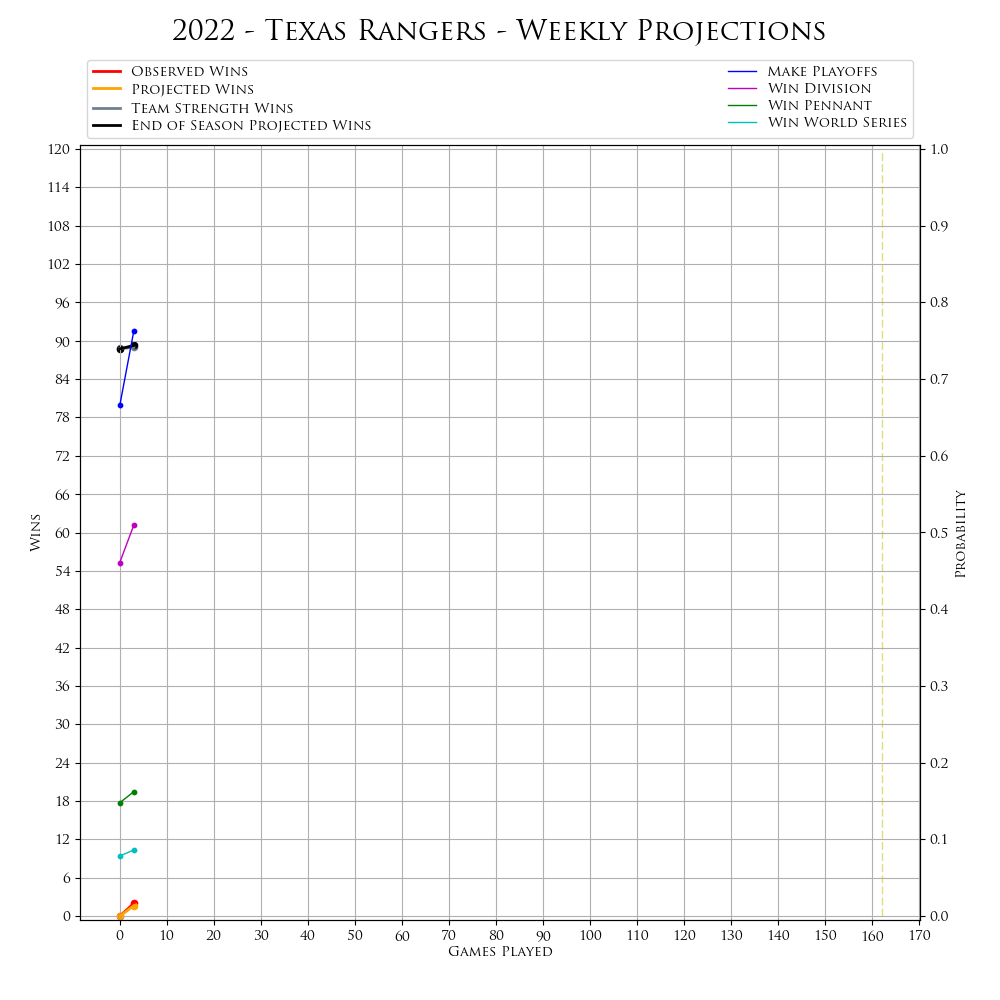 2022 - Texas Rangers - Weekly Projections
Observed Wins
Projected Wins
Team Strength Wins
End of Season Projected Wins
Make Playoffs
Win Division
Win Pennant
Win World Series
120
114
108
102
96
90
84
78
72
66
60
54
48
42
36
30
24
18
12
6
0
Wins
1.0
0.9
0.8
0.7
0.6
0.5
0.4
0.3
0.2
0.1
0.0
Probability
0 10 20 30 40 50 60 70 80 90 100 110 120 130 140 150 160 170
Games Played